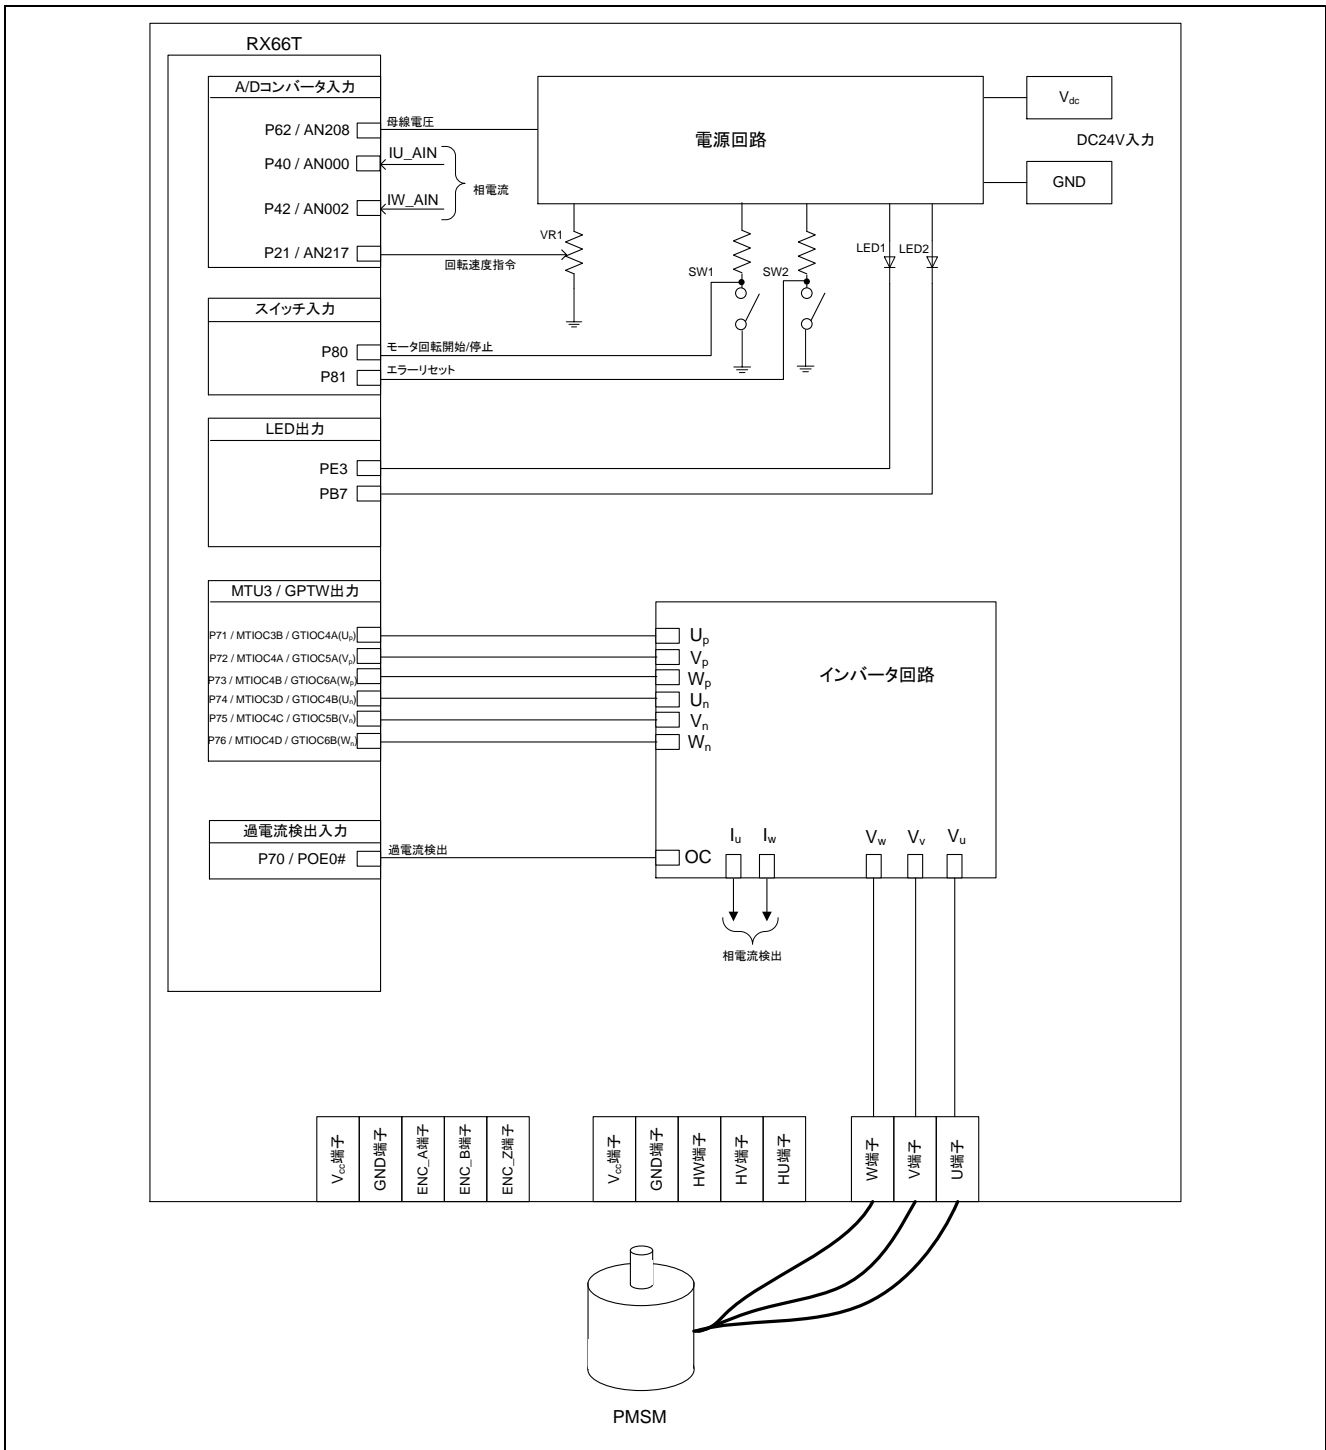 RX66T
A/Dコンバータ入力
P62 / AN208
母線電圧
P40 / AN000
IU_AIN
相電流
P42 / AN002
IW_AIN
P21 / AN217
回転速度指令
VR1
電源回路
Vdc
DC24V入力
GND
SW1
SW2
LED1
LED2
スイッチ入力
P80
モータ回転開始/停止
P81
エラーリセット
LED出力
PE3
PB7
MTU3 / GPTW出力
P71 / MTIOC3B / GTIOC4A(Up)
P72 / MTIOC4A / GTIOC5A(Vp)
P73 / MTIOC4B / GTIOC6A(Wp)
P74 / MTIOC3D / GTIOC4B(Un)
P75 / MTIOC4C / GTIOC5B(Vn)
P76 / MTIOC4D / GTIOC6B(Wn)
Up
Vp
Wp
Un
Vn
Wn
インバータ回路
過電流検出入力
P70 / POE0#
過電流検出
OC
Iu
Iw
Vw
Vv
Vu
相電流検出
Vcc端子
GND端子
ENC_A端子
ENC_B端子
ENC_Z端子
Vcc端子
GND端子
HW端子
HV端子
HU端子
W端子
V端子
U端子
PMSM